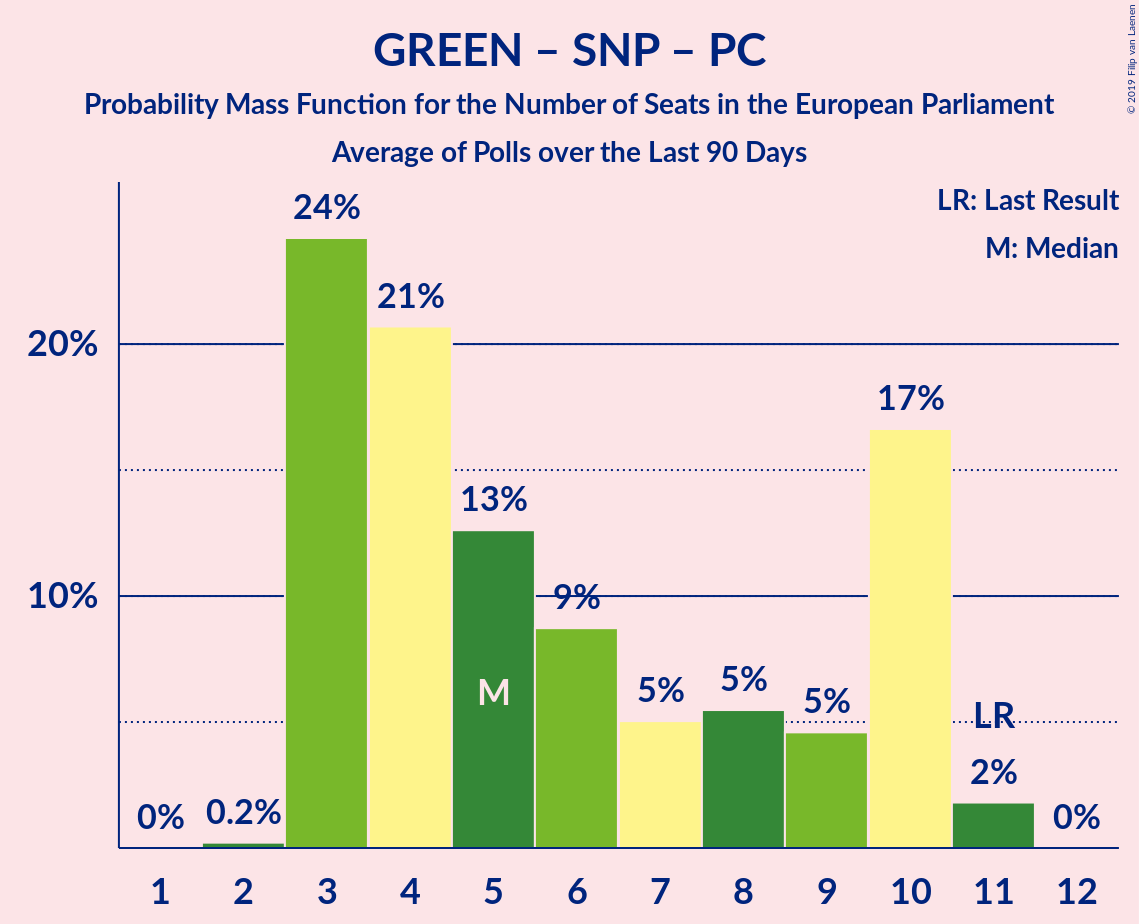 GREEN – SNP – PC
Probability Mass Function for the Number of Seats in the European Parliament
Average of Polls over the Last 90 Days
© 2019 Filip van Laenen
LR: Last Result
M: Median
24%
21%
20%
17%
13%
10%
9%
M
5%
5%
5%
LR
2%
0%
0.2%
0%
1 2 3 4 5 6 7 8 9 10 11 12